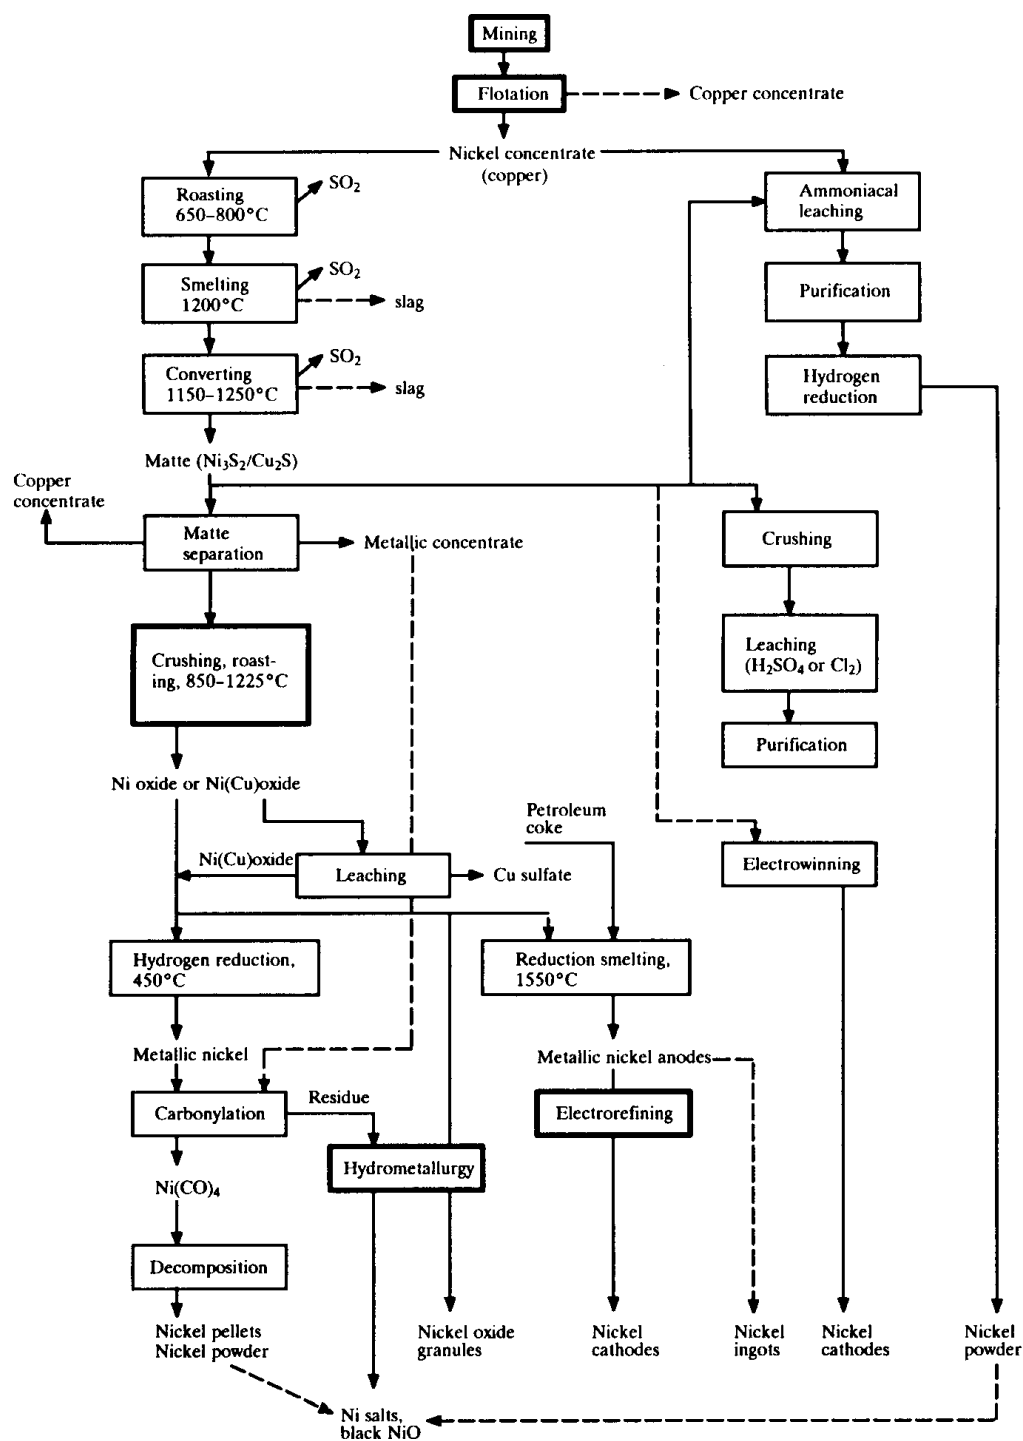 Mining
Flotation
Copper concentrate
Nickel concentrate
(copper)
Roasting
650–800°C
SO₂
Ammoniacal
leaching
Smelting
1200°C
SO₂
slag
Purification
Converting
1150–1250°C
SO₂
slag
Hydrogen
reduction
Matte (Ni₃S₂/Cu₂S)
Copper
concentrate
Matte
separation
Metallic concentrate
Crushing
Crushing, roast-
ing, 850–1225°C
Leaching
(H₂SO₄ or Cl₂)
Purification
Ni oxide or Ni(Cu)oxide
Petroleum
coke
Ni(Cu)oxide
Leaching
Cu sulfate
Electrowinning
Hydrogen reduction,
450°C
Reduction smelting,
1550°C
Metallic nickel
Metallic nickel anodes
Carbonylation
Residue
Electrorefining
Hydrometallurgy
Ni(CO)₄
Decomposition
Nickel pellets
Nickel powder
Nickel oxide
granules
Nickel
cathodes
Nickel
ingots
Nickel
cathodes
Nickel
powder
Ni salts,
black NiO